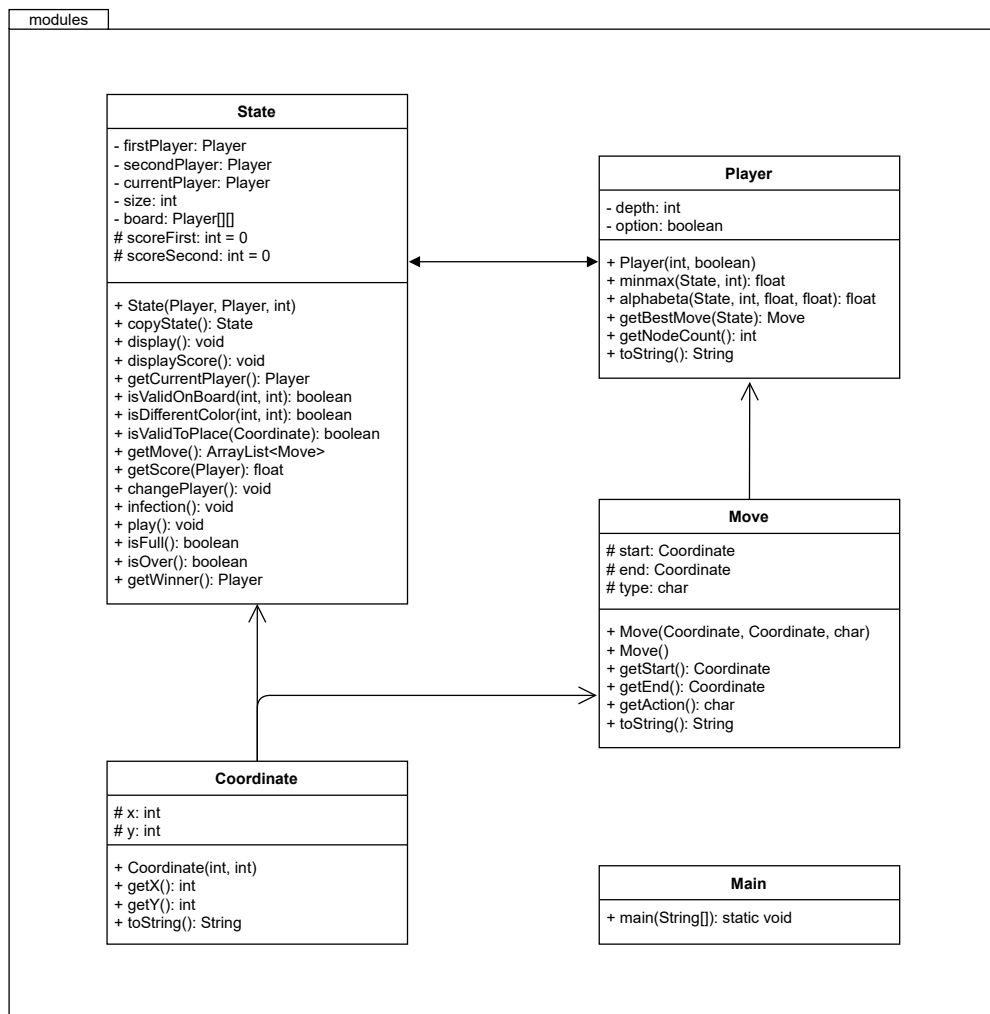 modules
State
- firstPlayer: Player
- secondPlayer: Player
- currentPlayer: Player
- size: int
- board: Player[][]
# scoreFirst: int = 0
# scoreSecond: int = 0
+ State(Player, Player, int)
+ copyState(): State
+ display(): void
+ displayScore(): void
+ getCurrentPlayer(): Player
+ isValidOnBoard(int, int): boolean
+ isDifferentColor(int, int): boolean
+ isValidToPlace(Coordinate): boolean
+ getMove(): ArrayList<Move>
+ getScore(Player): float
+ changePlayer(): void
+ infection(): void
+ play(): void
+ isFull(): boolean
+ isOver(): boolean
+ getWinner(): Player
Player
- depth: int
- option: boolean
+ Player(int, boolean)
+ minmax(State, int): float
+ alphabeta(State, int, float, float): float
+ getBestMove(State): Move
+ getNodeCount(): int
+ toString(): String
Move
# start: Coordinate
# end: Coordinate
# type: char
+ Move(Coordinate, Coordinate, char)
+ Move()
+ getStart(): Coordinate
+ getEnd(): Coordinate
+ getAction(): char
+ toString(): String
Coordinate
# x: int
# y: int
+ Coordinate(int, int)
+ getX(): int
+ getY(): int
+ toString(): String
Main
+ main(String[]): static void